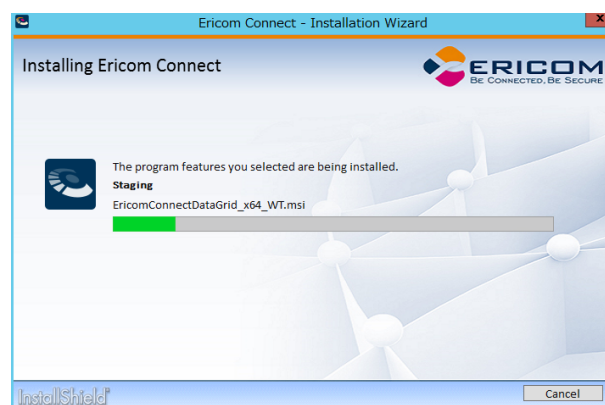 Ericom Connect - Installation Wizard
x
Installing Ericom Connect
ERICOM
BE CONNECTED. BE SECURE
The program features you selected are being installed.
Staging
EricomConnectDataGrid_x64_WT.msi
InstallShield
Cancel